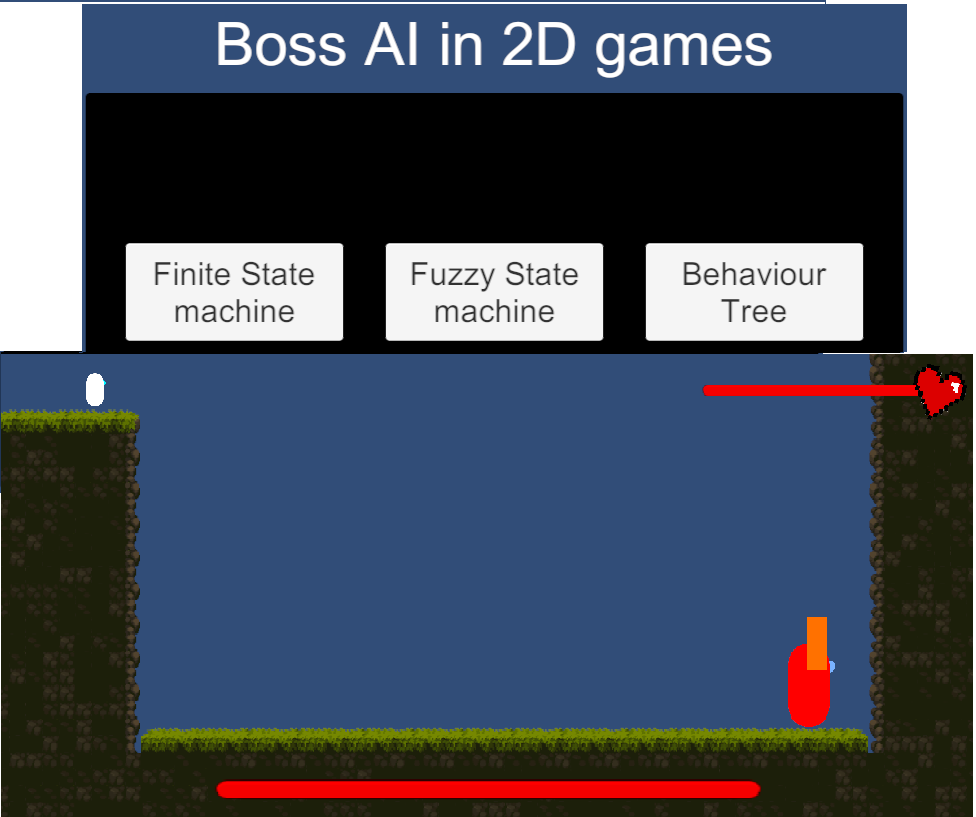 Boss AI in 2D games
Finite State
machine
Fuzzy State
machine
Behaviour
Tree